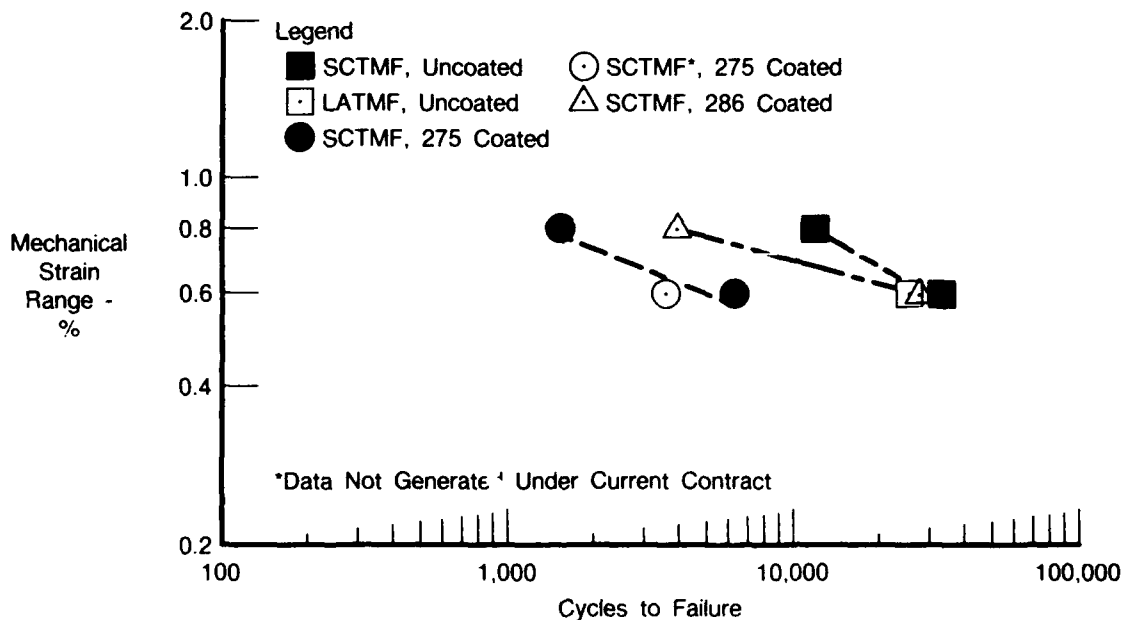 2.0
Legend
SCTMF, Uncoated
SCTMF*, 275 Coated
LATMF, Uncoated
SCTMF, 286 Coated
SCTMF, 275 Coated
1.0
0.8
Mechanical
Strain
Range -
%
0.6
0.4
*Data Not Generated Under Current Contract
0.2
100
1,000
10,000
100,000
Cycles to Failure